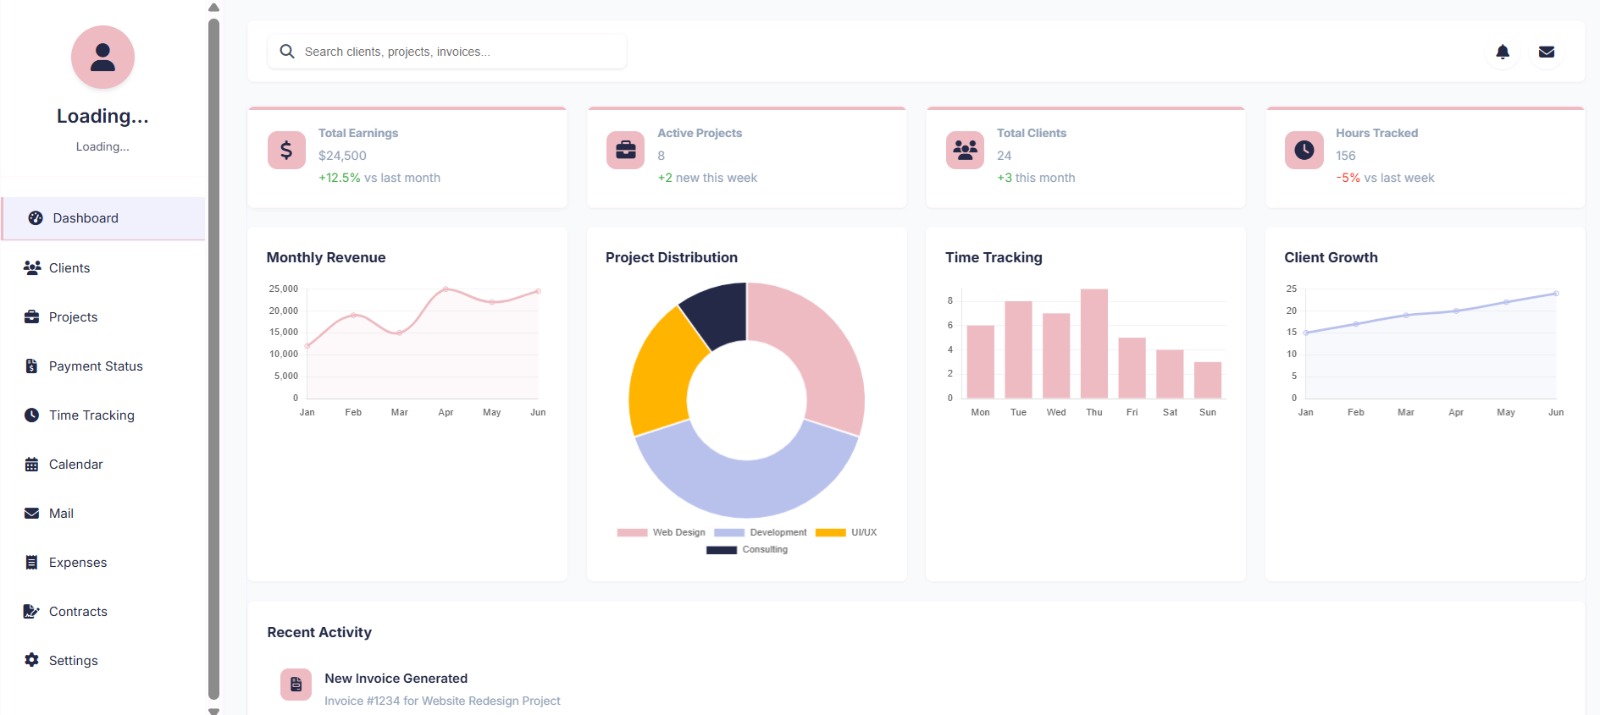 Loading...
Loading...
Dashboard
Clients
Projects
Payment Status
Time Tracking
Calendar
Mail
Expenses
Contracts
Settings
Search clients, projects, invoices...
Total Earnings
$24,500
+12.5% vs last month
Active Projects
8
+2 new this week
Total Clients
24
+3 this month
Hours Tracked
156
-5% vs last week
Monthly Revenue
25,000
20,000
15,000
10,000
5,000
0
Jan Feb Mar Apr May Jun
Project Distribution
Web Design Development UI/UX
Consulting
Time Tracking
8
6
4
2
0
Mon Tue Wed Thu Fri Sat Sun
Client Growth
25
20
15
10
5
0
Jan Feb Mar Apr May Jun
Recent Activity
New Invoice Generated
Invoice #1234 for Website Redesign Project